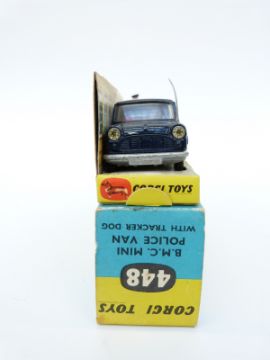 CORGI TOYS
CORGI TOYS
448
B.M.C. MINI
POLICE VAN
WITH TRACKER DOG